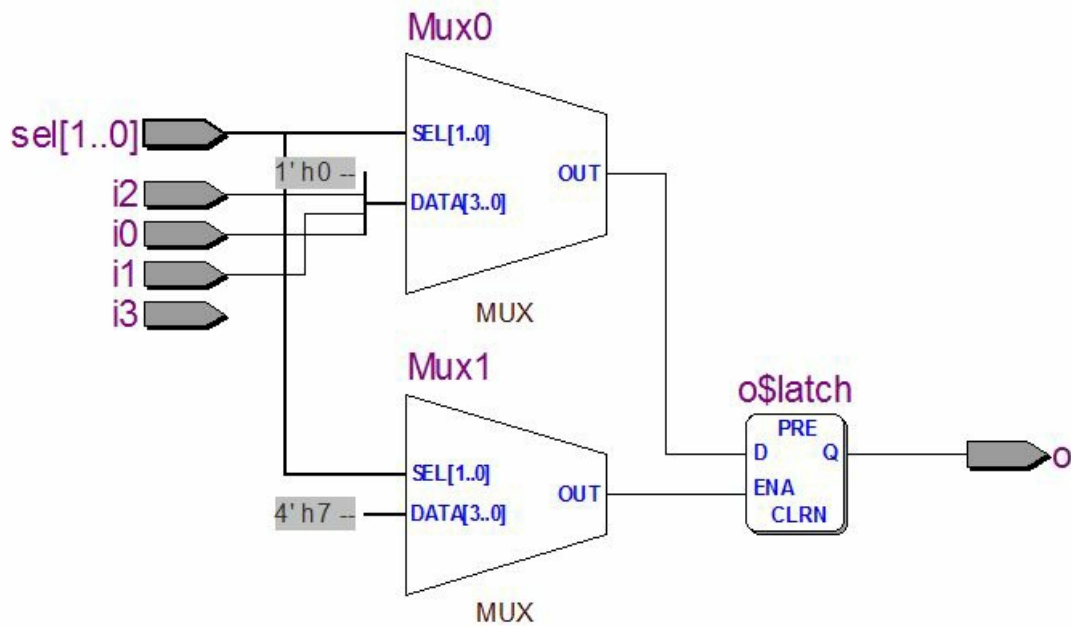 Mux0
sel[1..0]
SEL[1..0]
1' h0 --
OUT
i2
DATA[3..0]
i0
i1
i3
MUX
Mux1
o$latch
PRE
D Q
o
SEL[1..0]
ENA
OUT
4' h7 --
DATA[3..0]
CLRN
MUX